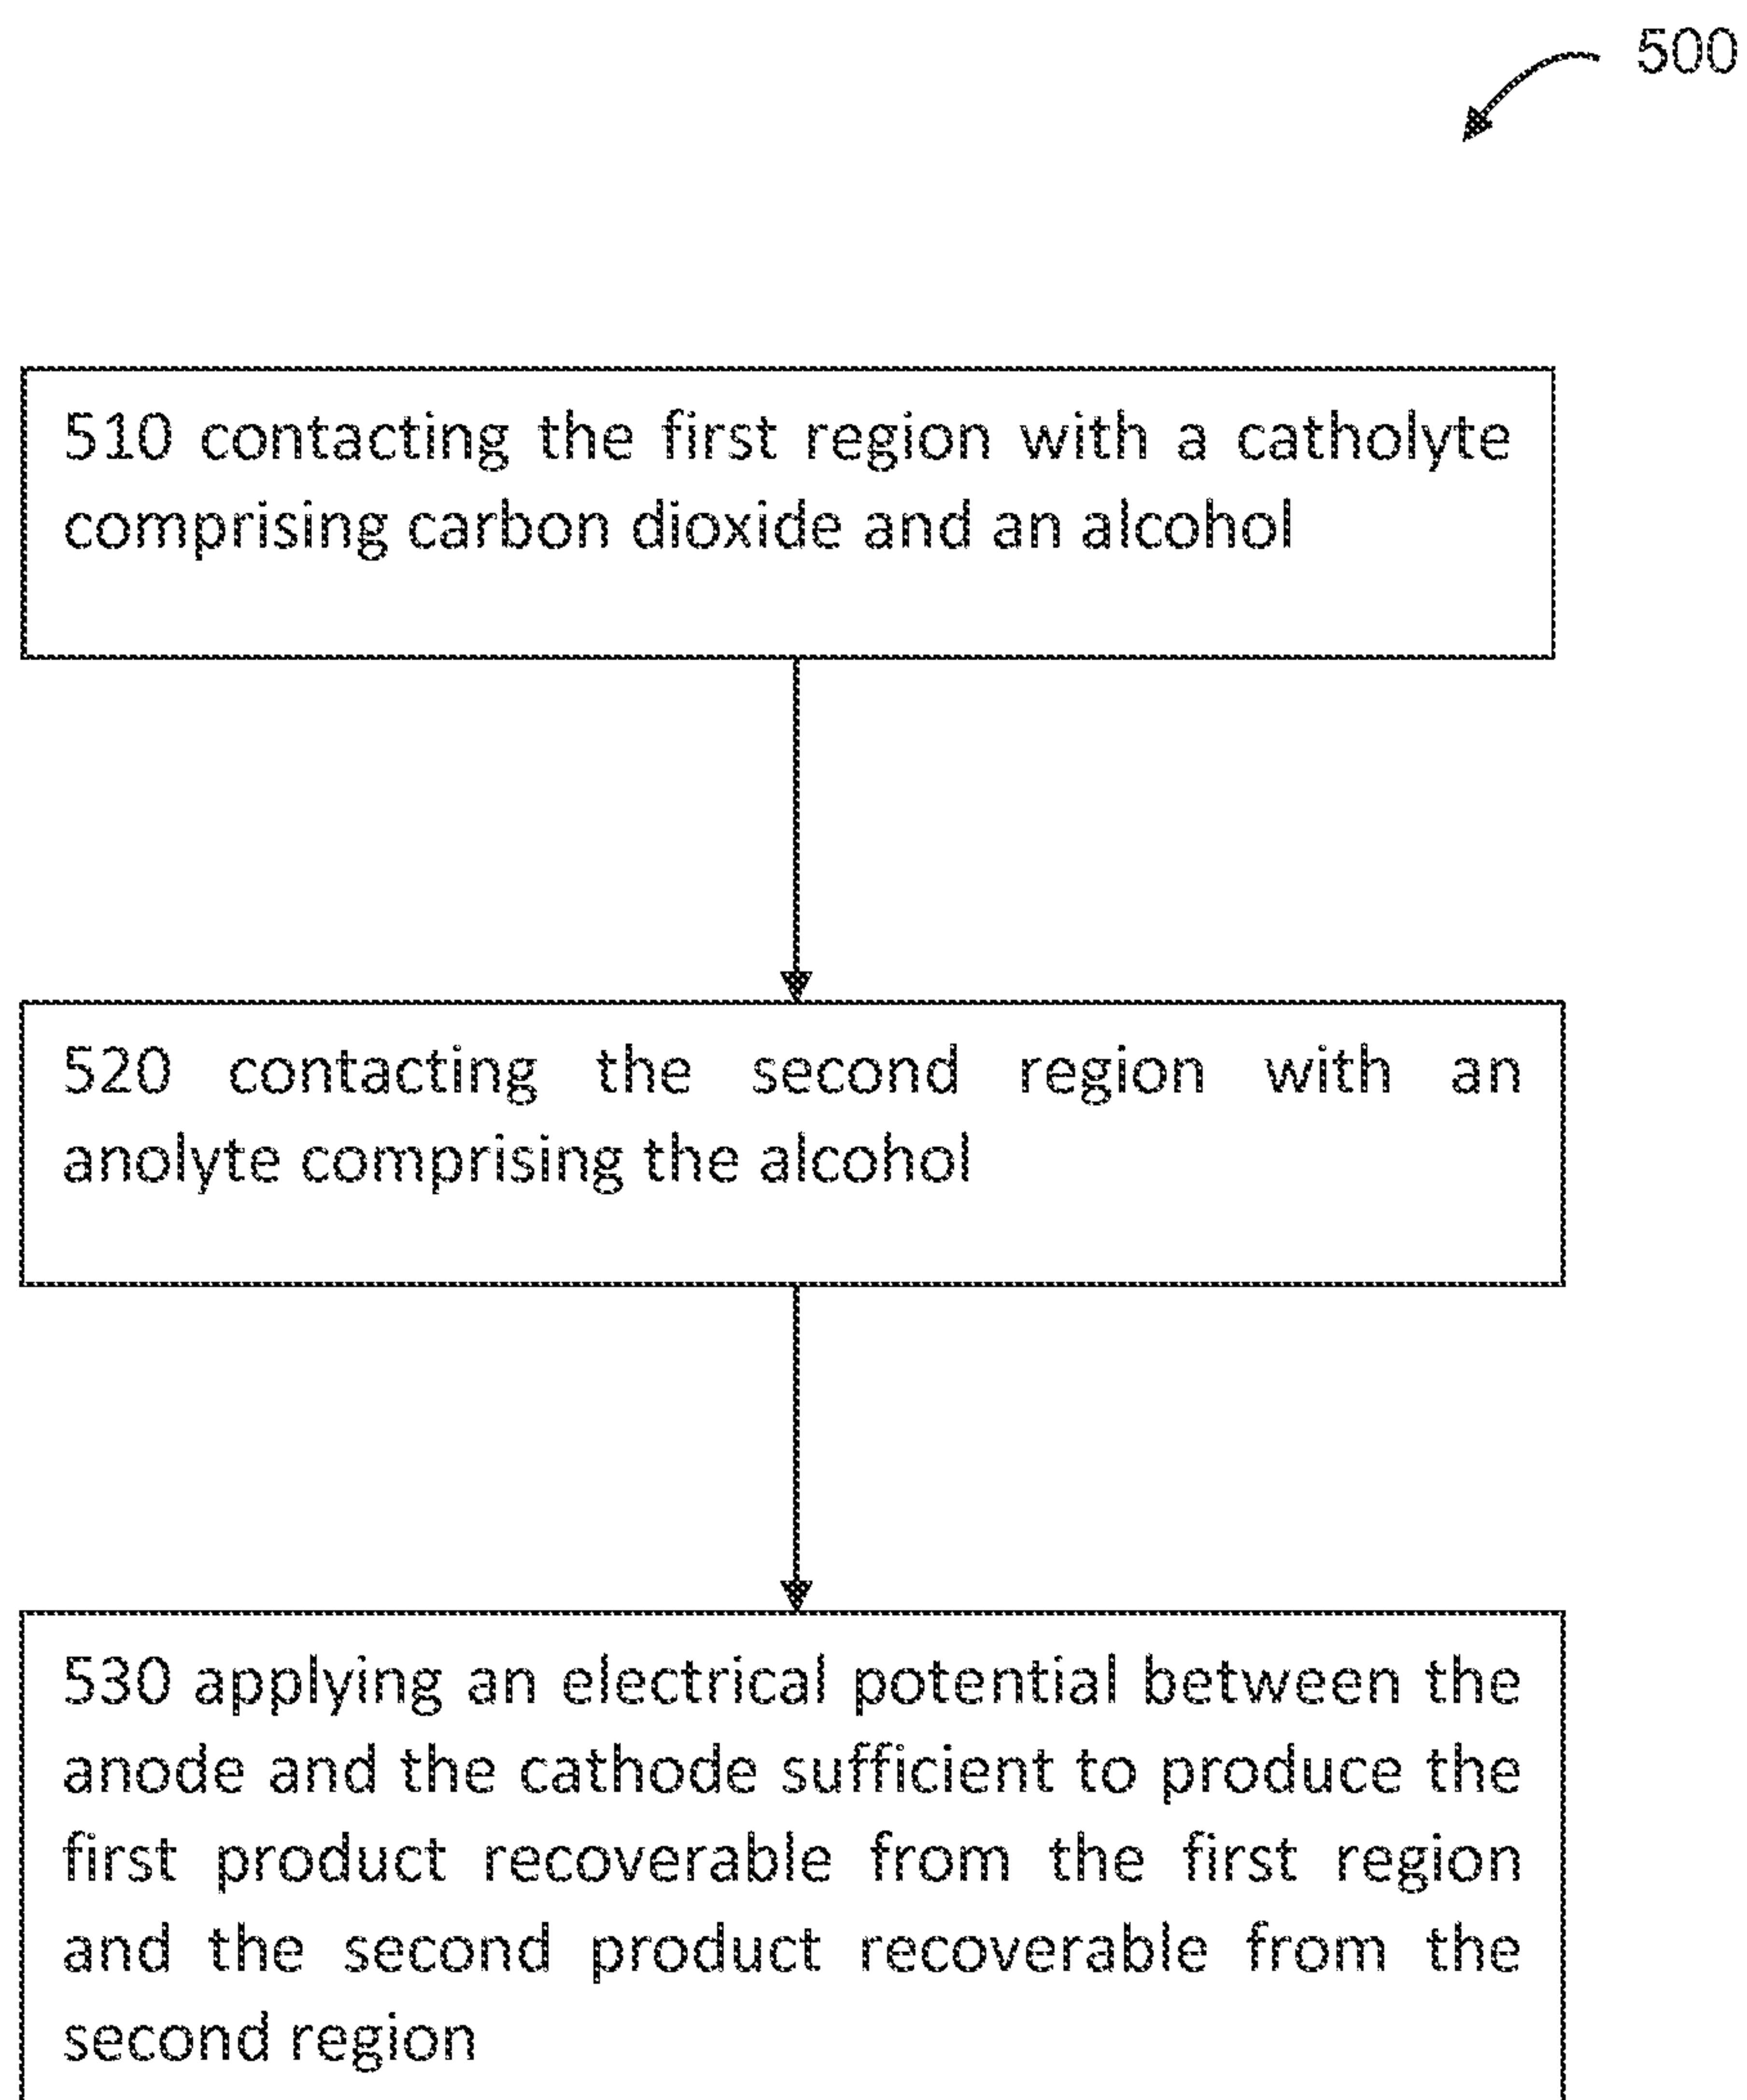 500
510 contacting the first region with a catholyte
comprising carbon dioxide and an alcohol
520 contacting the second region with an
anolyte comprising the alcohol
530 applying an electrical potential between the
anode and the cathode sufficient to produce the
first product recoverable from the first region
and the second product recoverable from the
second region